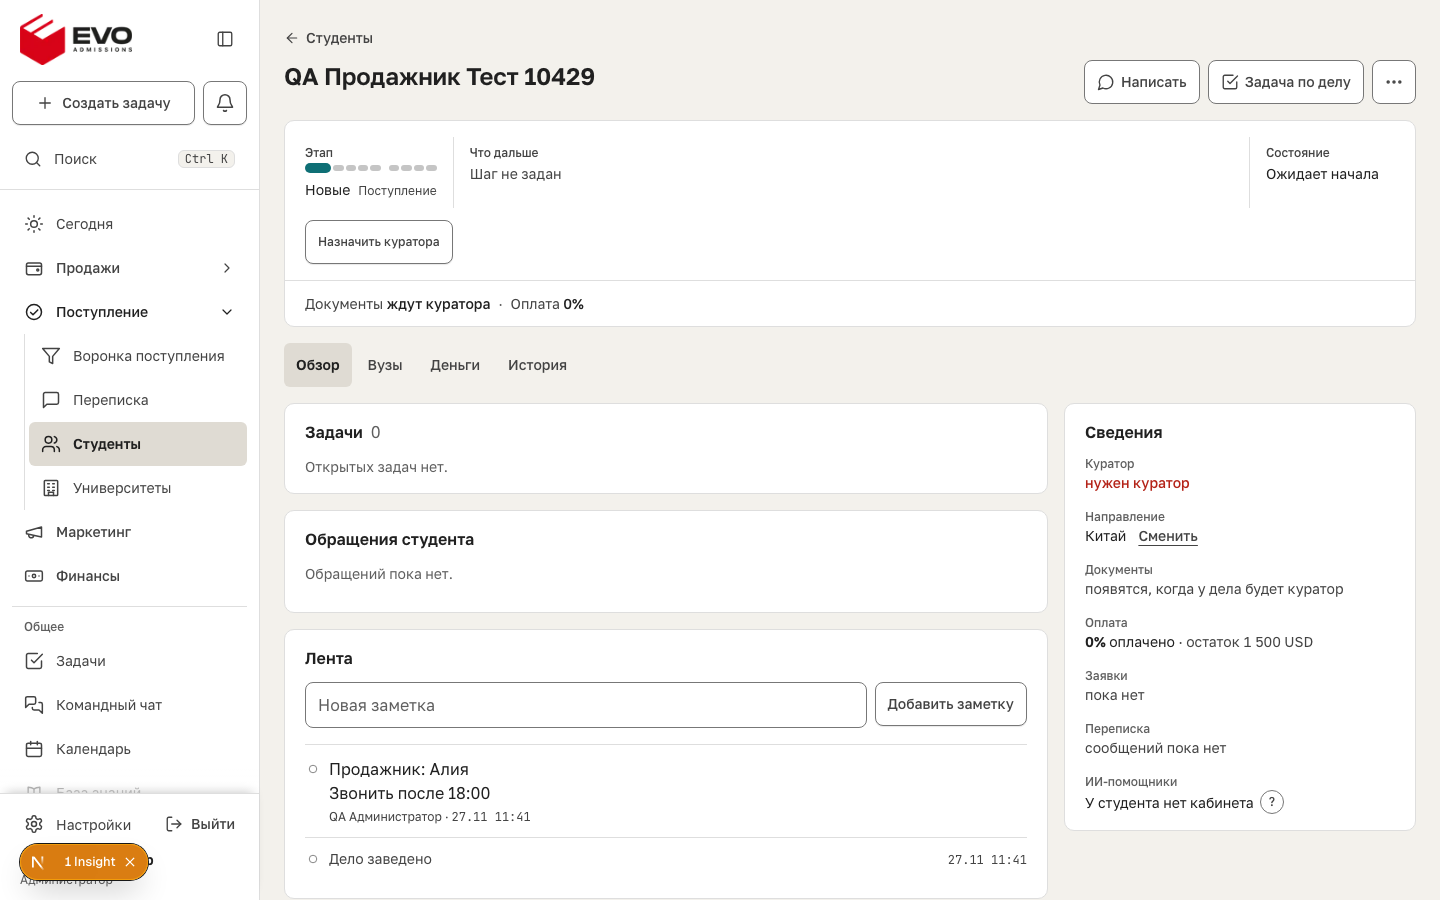 EVO
ADMISSIONS
Создать задачу
Поиск
Ctrl K
Сегодня
Продажи
Поступление
Воронка поступления
Переписка
Студенты
Университеты
Маркетинг
Финансы
Общее
Задачи
Командный чат
Календарь
База знаний
Настройки
Выйти
1 Insight
Администратор
Студенты
QA Продажник Тест 10429
Написать
Задача по делу
Этап
Новые Поступление
Что дальше
Шаг не задан
Состояние
Ожидает начала
Назначить куратора
Документы ждут куратора · Оплата 0%
Обзор
Вузы
Деньги
История
Задачи 0
Открытых задач нет.
Обращения студента
Обращений пока нет.
Лента
Новая заметка
Добавить заметку
Продажник: Алия
Звонить после 18:00
QA Администратор · 27.11 11:41
Дело заведено
27.11 11:41
Сведения
Куратор
нужен куратор
Направление
Китай Сменить
Документы
появятся, когда у дела будет куратор
Оплата
0% оплачено · остаток 1 500 USD
Заявки
пока нет
Переписка
сообщений пока нет
ИИ-помощники
У студента нет кабинета ?